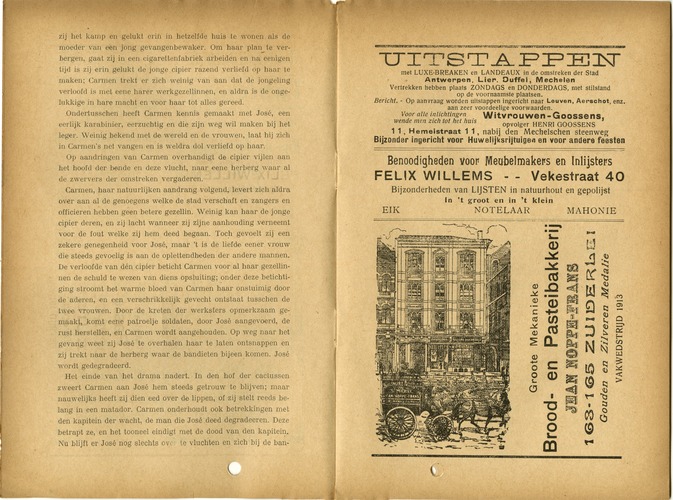 zij het kamp en gelukt erin in hetzelfde huis te wonen als de
moeder van een jong gevangenbewaker. Om haar plan te ver-
bergen, gaat zij in een cigarettenfabriek arbeiden en na eenigen
tijd is zij erin gelukt de jonge cipier razend verliefd op haar te
maken; Carmen trekt er zich weinig van aan dat de jongeling
verloofd is met eene harer werkgezellinnen, en aldra is de onge-
lukkige in hare macht en voor haar tot alles gereed.
Ondertusschen heeft Carmen kennis gemaakt met José, een
eerlijk karabinier, eerzuchtig en die zijn weg wil maken bij het
leger. Weinig hekend met de wereld en de vrouwen, laat hij zich
in Carmen's net vangen en is weldra dol verliefd op haar.
Op aandringen van Carmen overhandigd de cipier vijlen aan
het hoofd der bende en deze vlucht, naar eene herberg waar al
de zwervers der omstreken vergaderen.
Carmen, haar natuurlijken aandrang volgend, levert zich aldra
over aan al de genoegens welke de stad verschaft en zangers en
officieren hebben geen betere gezellin. Weinig kan haar de jonge
cipier deren, en zij lacht wanneer zij zijne aanhouding verneemt
voor de fout welke zij hem deed begaan. Toch gevoelt zij een
zekere genegenheid voor José, maar 't is de liefde eener vrouw
die steeds gevoelig is aan de oplettendheden der andere mannen.
De verloofde van den cipier beticht Carmen voor al haar gezellin-
nen de schuld te wezen van diens opsluiting; onder deze betichti-
ging stroomt het warme bloed van Carmen haar onstuimig door
de aderen, en een verschrikkelijk gevecht ontstaat tusschen de
twee vrouwen. Door de kreten der werksters opmerkzaam ge-
maakt, komt eene patroelje soldaten, door José aangevoerd, de
rust herstellen, en Carmen wordt aangehouden. Op weg naar het
gevang weet zij José te overhalen haar te laten ontsnappen en
zij trekt naar de herberg waar de bandieten bijeen komen. José
wordt gedegradeerd.
Het einde van het drama nadert. In den hof der cactussen
zweert Carmen aan José hem steeds getrouw te blijven; maar
nauwelijks heeft zij dien eed over de lippen, of zij stelt reeds be-
lang in een matador. Carmen onderhoudt ook betrekkingen met
den kapitein der wacht, de man die José deed degradeeren. Deze
betrapt ze, en het tooneel eindigt met de dood van den kapitein.
Nu blijft er José nog slechts over te vluchten en zich bij de ban-
UITSTAPPEN
met LUXE-BREAKEN en LANDEAUX in de omstreken der Stad
Antwerpen, Lier, Duffel, Mechelen
Vertrekken hebben plaats ZONDAGS en DONDERDAGS, met stilstand
op de voornaamste plaatsen.
Bericht. - Op aanvraag worden uitstappen ingericht naar Leuven, Aerschot, enz.
aan zeer voordeelige voorwaarden.
Voor alle inlichtingen
wende men zich tot het huis
Witvrouwen-Goossens,
opvolger HENRI GOOSSENS
11, Hemelstraat 11, nabij den Mechelschen steenweg
Bijzonder ingericht voor Huwelijksrijtuigen en voor andere feesten
Benoodigheden voor Meubelmakers en Inlijsters
FELIX WILLEMS - - Vekestraat 40
Bijzonderheden van LIJSTEN in natuurhout en gepolijst
In 't groot en in 't klein
EIK NOTELAAR MAHONIE
Groote Mekanieke
Brood- en Pasteibakkerij
JEAN NOPPE-FRANS
163-165 ZUIDERLEI
Gouden en Zilveren Medalie
VAKWEDSTRIJD 1913